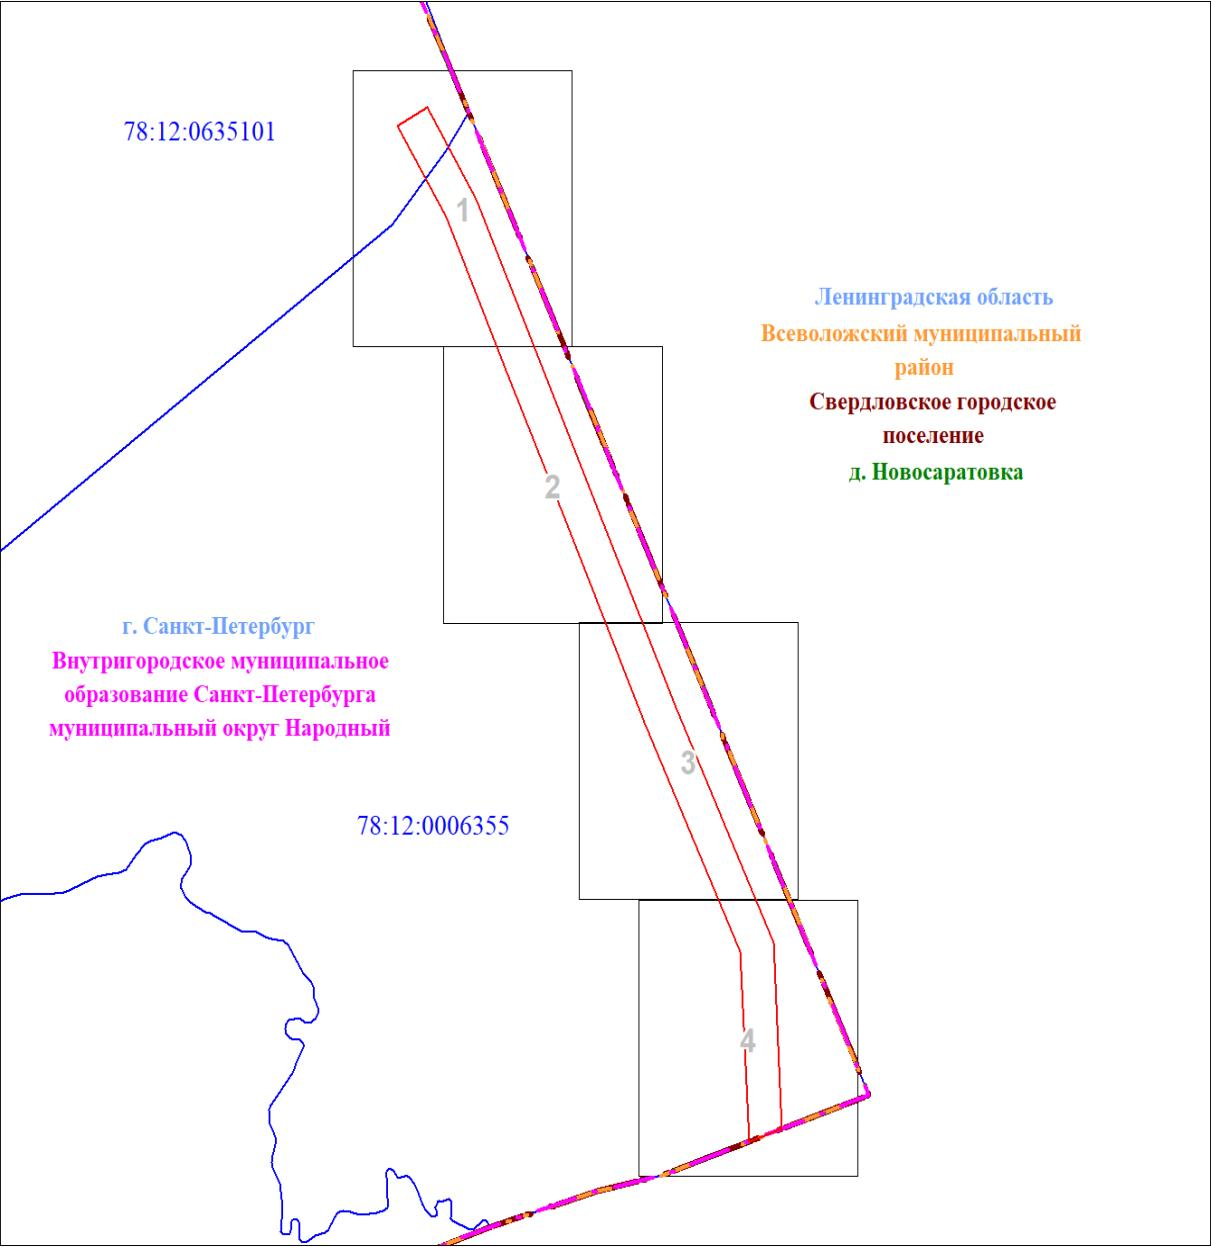 78:12:0635101
1
Ленинградская область
Всеволожский муниципальный
район
Свердловское городское
поселение
д. Новосаратовка
2
г. Санкт-Петербург
Внутригородское муниципальное
образование Санкт-Петербурга
муниципальный округ Народный
3
78:12:0006355
4